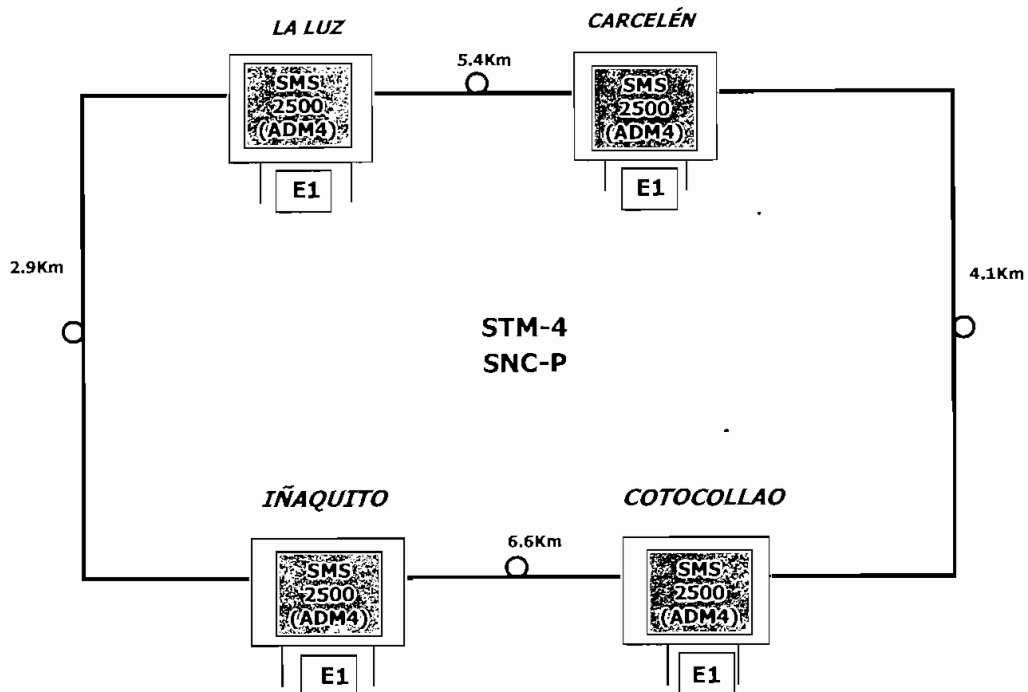 LA LUZ
CARCELÉN
5.4Km
SMS
2500
(ADM4)
SMS
2500
(ADM4)
E1
E1
2.9Km
4.1Km
STM-4
SNC-P
IÑAQUITO
COTOCOLLAO
6.6Km
SMS
2500
(ADM4)
SMS
2500
(ADM4)
E1
E1